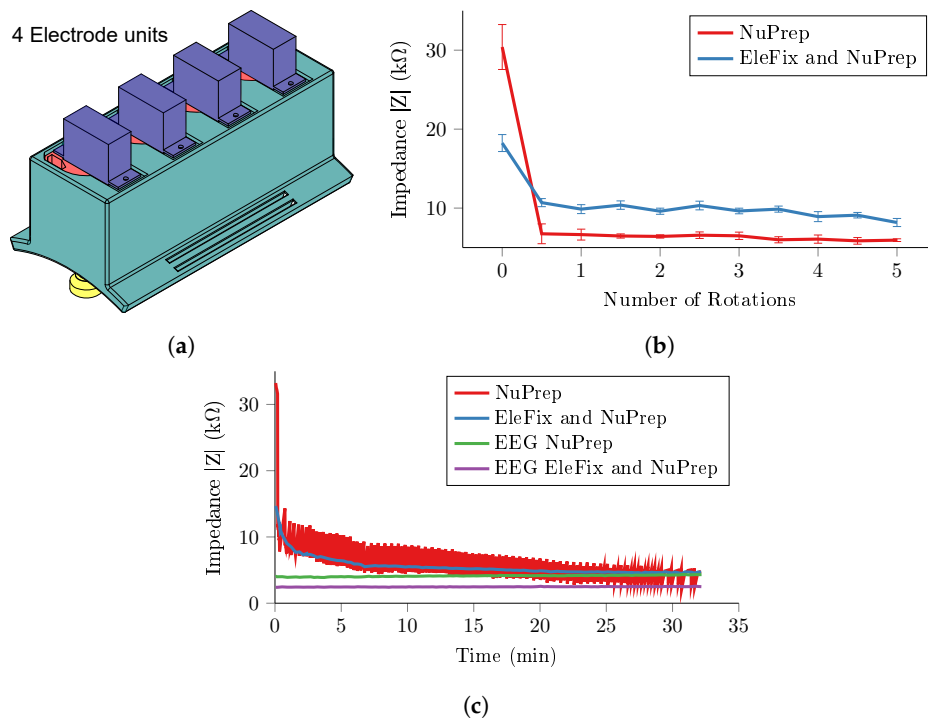 4 Electrode units
(a)
Impedance |Z| (kΩ)
30
20
10
NuPrep
EleFix and NuPrep
0 1 2 3 4 5
Number of Rotations
(b)
Impedance |Z| (kΩ)
30
20
10
0
NuPrep
EleFix and NuPrep
EEG NuPrep
EEG EleFix and NuPrep
0 5 10 15 20 25 30 35
Time (min)
(c)